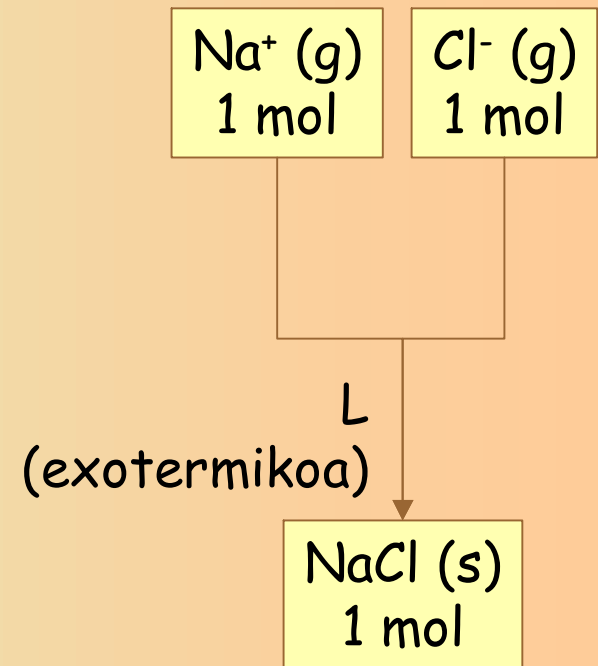 Na⁺ (g)
1 mol
Cl⁻ (g)
1 mol
L
(exotermikoa)
NaCl (s)
1 mol